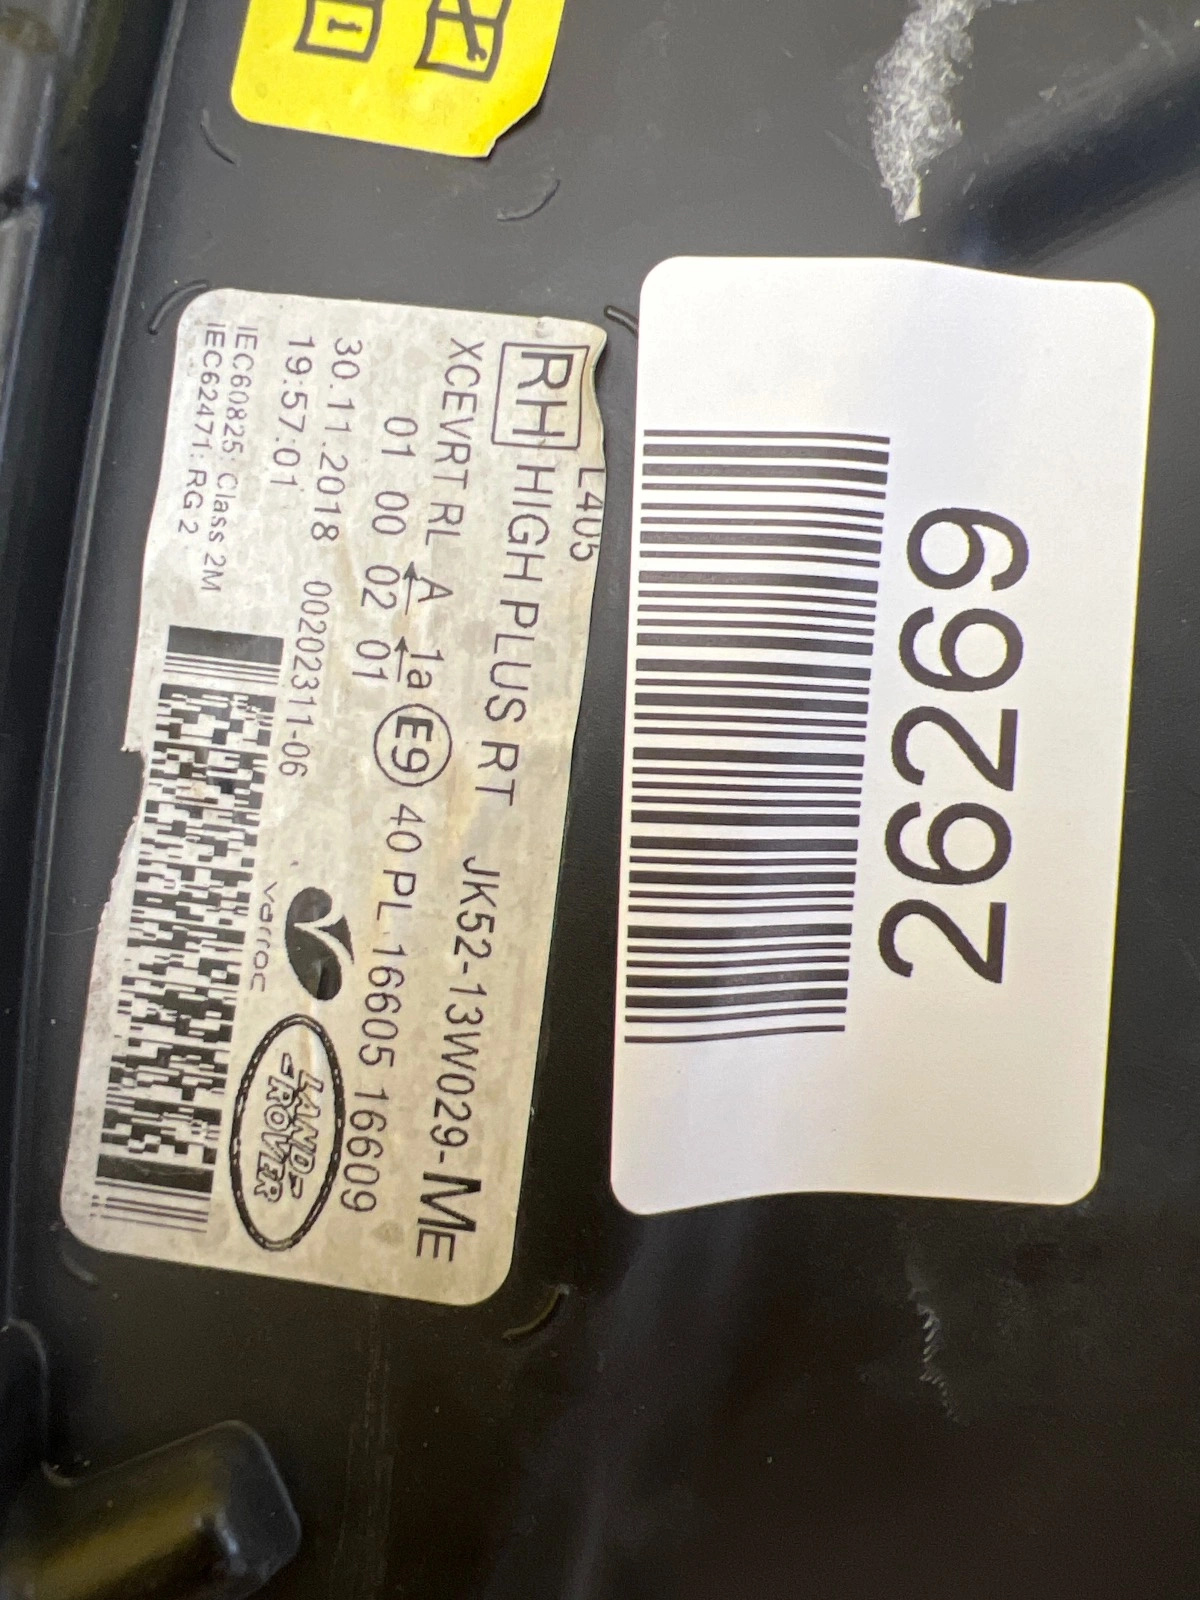 L405
RH HIGH PLUS RT JK52-13W029-ME
XCEVRT RL A 1a E9 40 PL 16605 16609
01 00 02 01
30.11.2018 00202311-06
19:57:01
varroc
LAND-
-ROVER
IEC60825: Class 2M
IEC62471: RG 2
26269